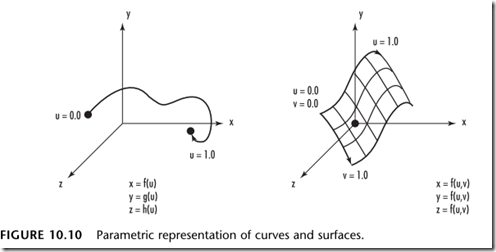 y
u = 0.0
x
u = 1.0
z
x = f(u)
y = g(u)
z = h(u)
y
u = 1.0
u = 0.0
v = 0.0
x
z
v = 1.0
x = f(u,v)
y = f(u,v)
z = f(u,v)
FIGURE 10.10 Parametric representation of curves and surfaces.